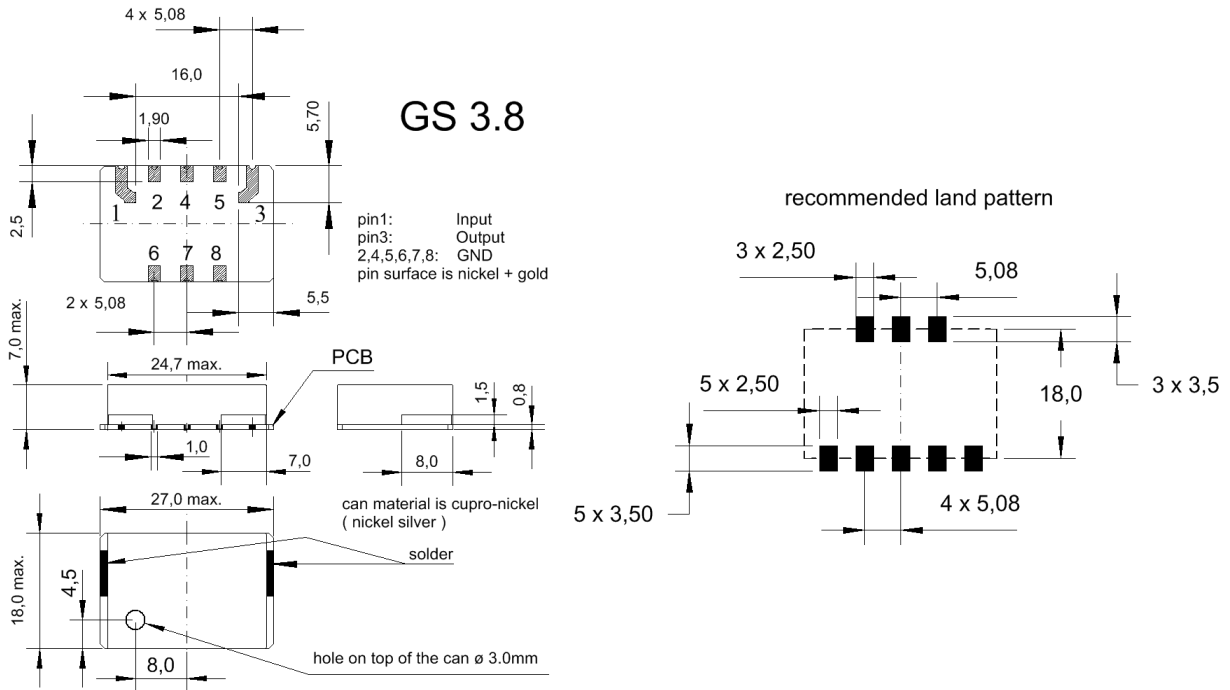 4 x 5,08
16,0
1,90
5,70
GS 3.8
2,5
1
2
4
5
3
6
7
8
pin1: Input
pin3: Output
2,4,5,6,7,8: GND
pin surface is nickel + gold
2 x 5,08
5,5
7,0 max.
24,7 max.
PCB
1,5
0,8
1,0
7,0
8,0
27,0 max.
can material is cupro-nickel
( nickel silver )
solder
18,0 max.
4,5
8,0
hole on top of the can ø 3.0mm
recommended land pattern
3 x 2,50
5,08
3 x 3,5
18,0
5 x 2,50
5 x 3,50
4 x 5,08